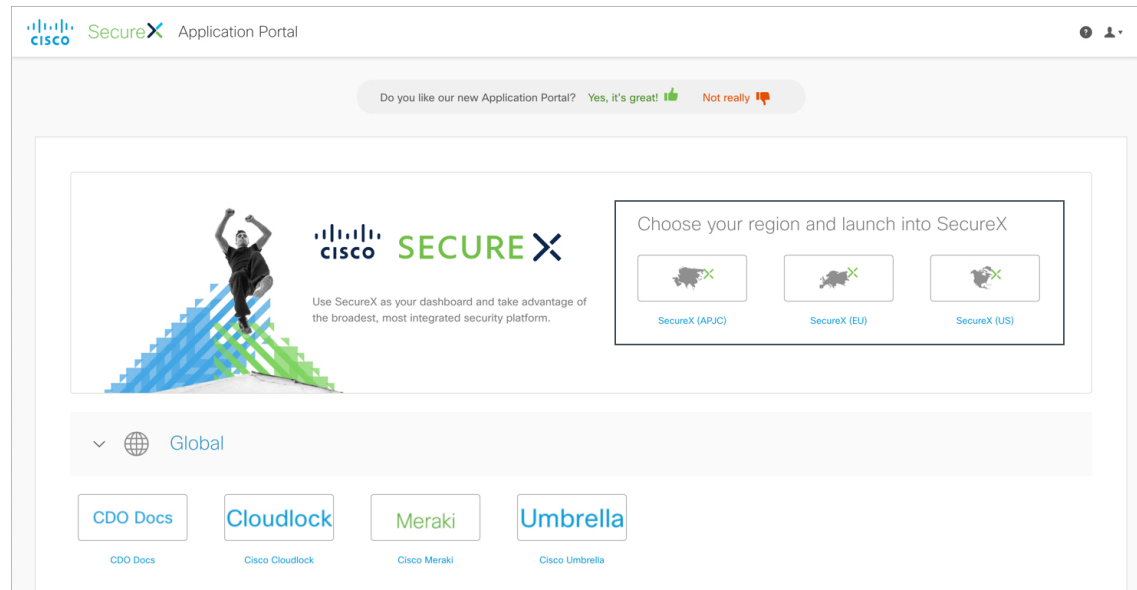 CISCO SecureX Application Portal
Do you like our new Application Portal? Yes, it's great! Not really
CISCO SECURE X
Use SecureX as your dashboard and take advantage of
the broadest, most integrated security platform.
Choose your region and launch into SecureX
SecureX (APJC) SecureX (EU) SecureX (US)
Global
CDO Docs Cloudlock Meraki Umbrella
CDO Docs Cisco Cloudlock Cisco Meraki Cisco Umbrella